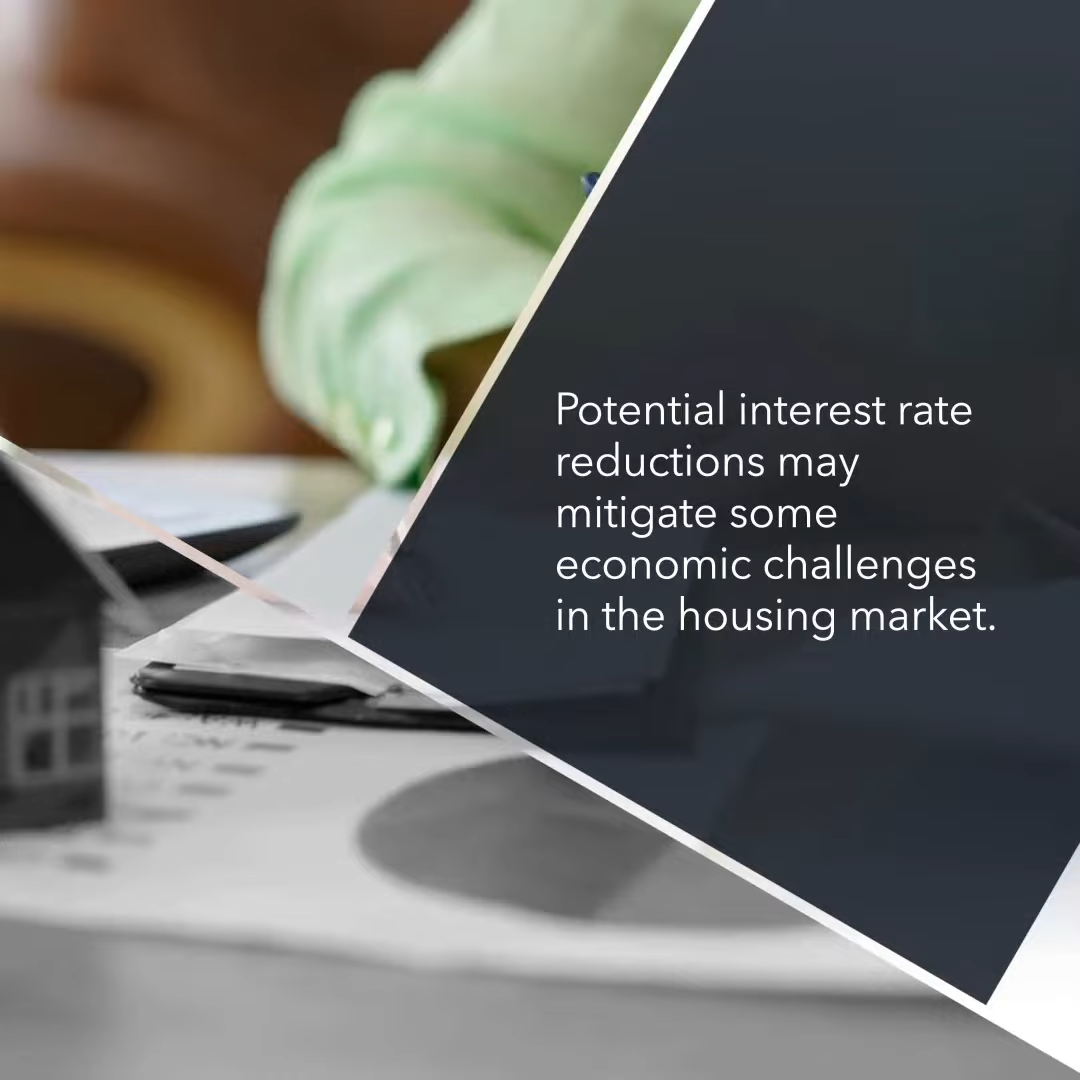 Potential interest rate
reductions may
mitigate some
economic challenges
in the housing market.